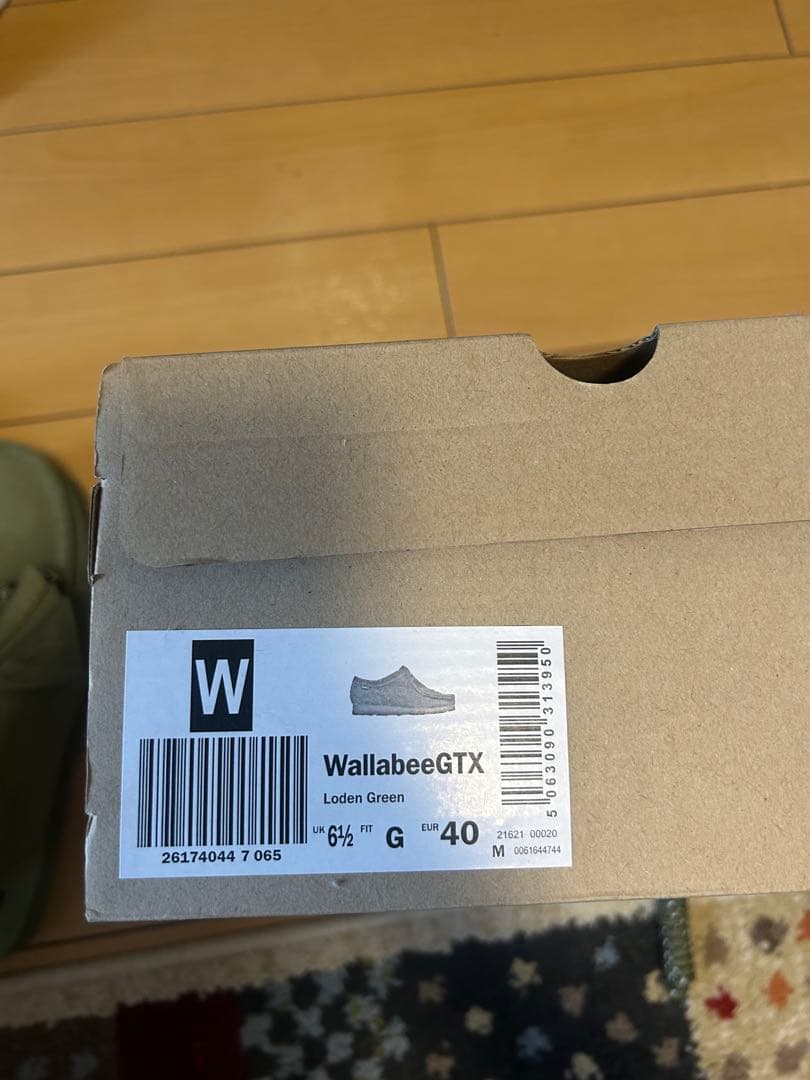 W
26174044 7 065
WallabeeGTX
Loden Green
UK 6½ FIT G EUR 40
5 063090 313950
21621 00020
M 0061644744